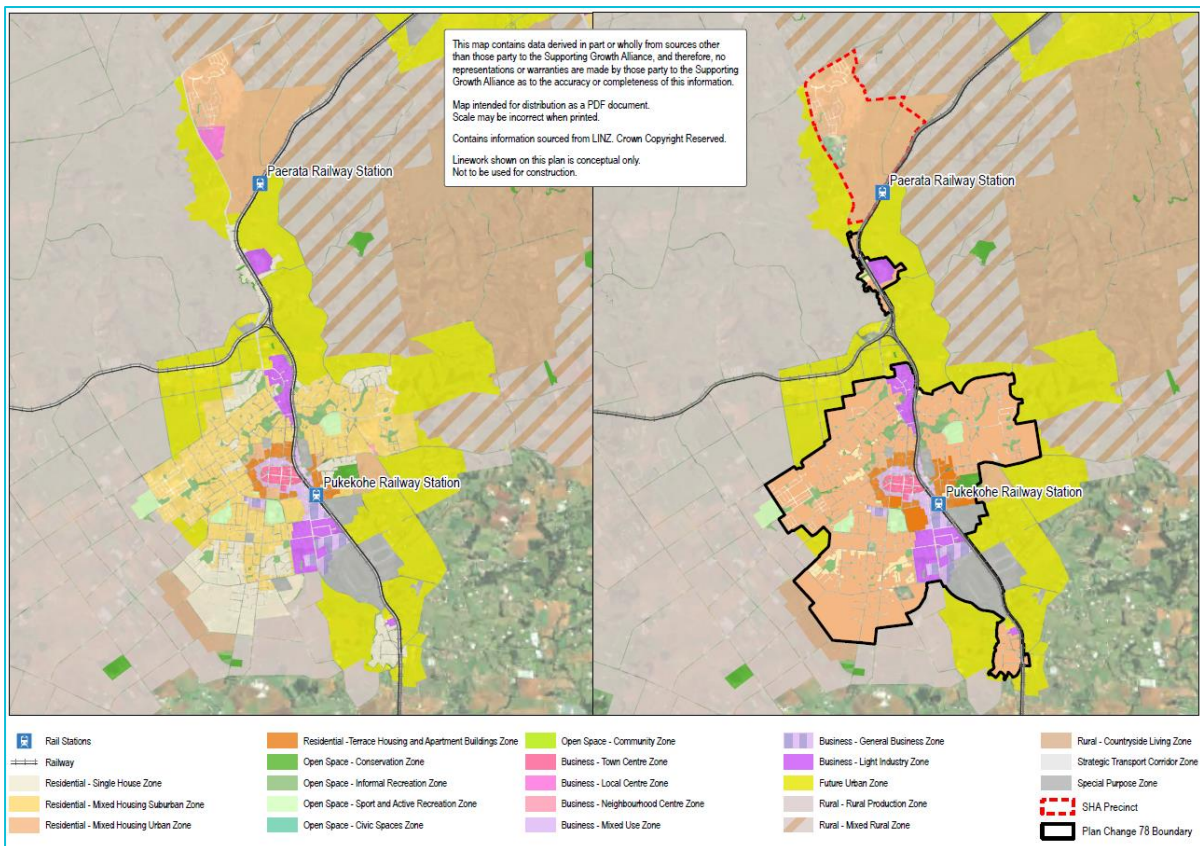 This map contains data derived in part or wholly from sources other
than those party to the Supporting Growth Alliance, and therefore, no
representations or warranties are made by those party to the Supporting
Growth Alliance as to the accuracy or completeness of this information.
Map intended for distribution as a PDF document.
Scale may be incorrect when printed.
Contains information sourced from LINZ. Crown Copyright Reserved.
Linework shown on this plan is conceptual only.
Not to be used for construction.
Paerata Railway Station
Pukekohe Railway Station
Paerata Railway Station
Pukekohe Railway Station
Rail Stations
Railway
Residential - Single House Zone
Residential - Mixed Housing Suburban Zone
Residential - Mixed Housing Urban Zone
Residential -Terrace Housing and Apartment Buildings Zone
Open Space - Conservation Zone
Open Space - Informal Recreation Zone
Open Space - Sport and Active Recreation Zone
Open Space - Civic Spaces Zone
Open Space - Community Zone
Business - Town Centre Zone
Business - Local Centre Zone
Business - Neighbourhood Centre Zone
Business - Mixed Use Zone
Business - General Business Zone
Business - Light Industry Zone
Future Urban Zone
Rural - Rural Production Zone
Rural - Mixed Rural Zone
Rural - Countryside Living Zone
Strategic Transport Corridor Zone
Special Purpose Zone
SHA Precinct
Plan Change 78 Boundary